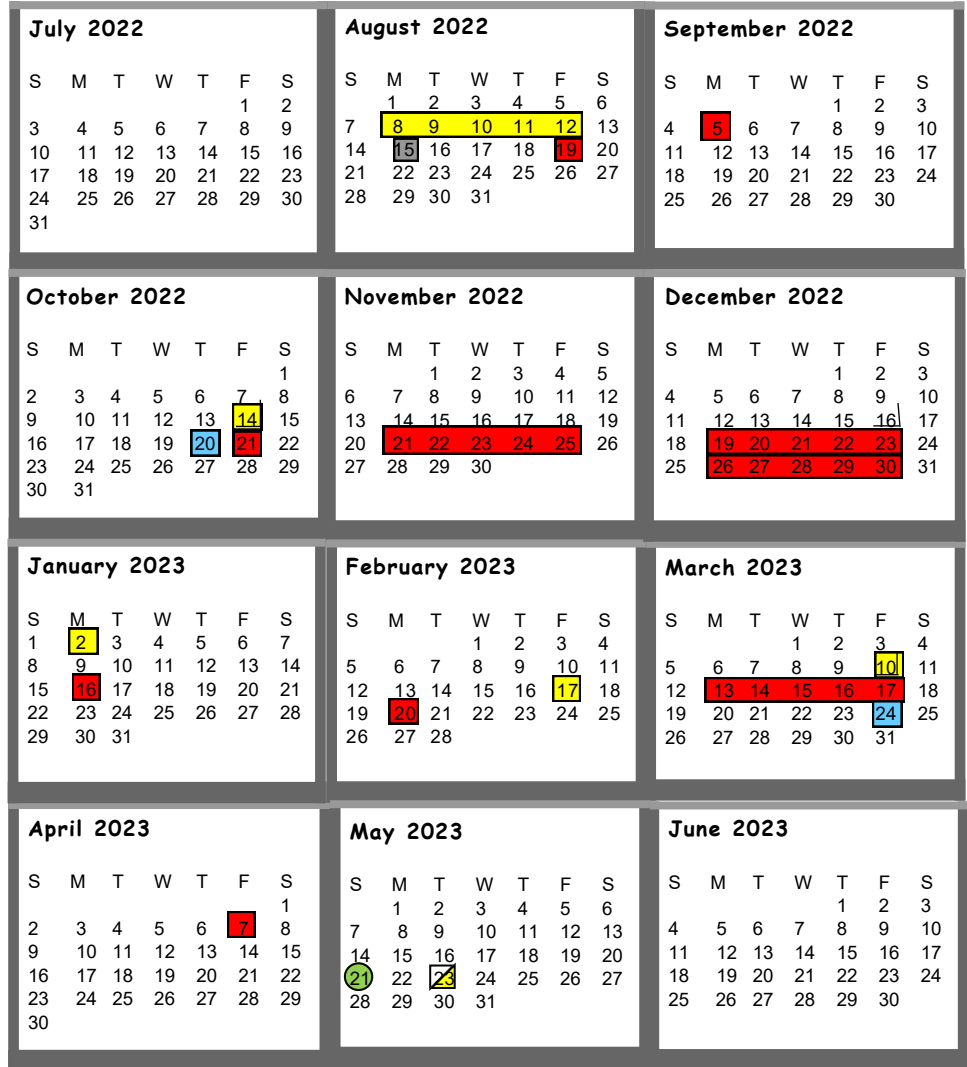 July 2022
S M T W T F S
1 2
3 4 5 6 7 8 9
10 11 12 13 14 15 16
17 18 19 20 21 22 23
24 25 26 27 28 29 30
31
August 2022
S M T W T F S
1 2 3 4 5 6
7 8 9 10 11 12 13
14 15 16 17 18 19 20
21 22 23 24 25 26 27
28 29 30 31
September 2022
S M T W T F S
1 2 3
4 5 6 7 8 9 10
11 12 13 14 15 16 17
18 19 20 21 22 23 24
25 26 27 28 29 30
October 2022
S M T W T F S
1
2 3 4 5 6 7 8
9 10 11 12 13 14 15
16 17 18 19 20 21 22
23 24 25 26 27 28 29
30 31
November 2022
S M T W T F S
1 2 3 4 5
6 7 8 9 10 11 12
13 14 15 16 17 18 19
20 21 22 23 24 25 26
27 28 29 30
December 2022
S M T W T F S
1 2 3
4 5 6 7 8 9 10
11 12 13 14 15 16 17
18 19 20 21 22 23 24
25 26 27 28 29 30 31
January 2023
S M T W T F S
1 2 3 4 5 6 7
8 9 10 11 12 13 14
15 16 17 18 19 20 21
22 23 24 25 26 27 28
29 30 31
February 2023
S M T W T F S
1 2 3 4
5 6 7 8 9 10 11
12 13 14 15 16 17 18
19 20 21 22 23 24 25
26 27 28
March 2023
S M T W T F S
1 2 3 4
5 6 7 8 9 10 11
12 13 14 15 16 17 18
19 20 21 22 23 24 25
26 27 28 29 30 31
April 2023
S M T W T F S
1
2 3 4 5 6 7 8
9 10 11 12 13 14 15
16 17 18 19 20 21 22
23 24 25 26 27 28 29
30
May 2023
S M T W T F S
1 2 3 4 5 6
7 8 9 10 11 12 13
14 15 16 17 18 19 20
21 22 23 24 25 26 27
28 29 30 31
June 2023
S M T W T F S
1 2 3
4 5 6 7 8 9 10
11 12 13 14 15 16 17
18 19 20 21 22 23 24
25 26 27 28 29 30